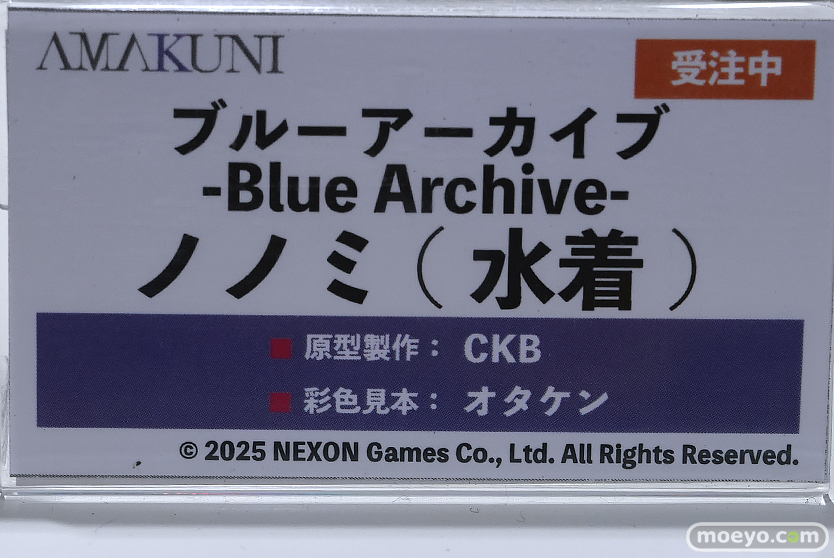 AMAKUNI
受注中
ブルーアーカイブ
-Blue Archive-
ノノミ(水着)
■ 原型製作: CKB
■ 彩色見本: オタケン
© 2025 NEXON Games Co., Ltd. All Rights Reserved.
moeyo.com